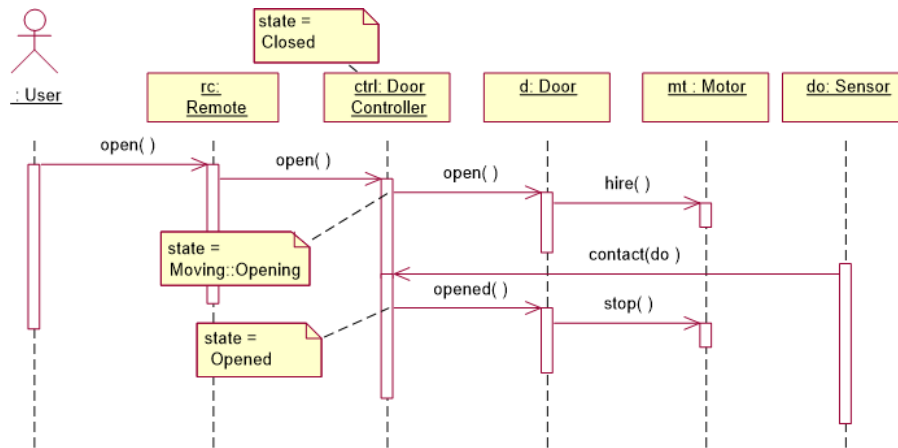 state =
Closed
: User
rc:
Remote
ctrl: Door
Controller
d: Door
mt : Motor
do: Sensor
open( )
open( )
open( )
hire( )
state =
Moving::Opening
contact(do )
opened( )
stop( )
state =
Opened